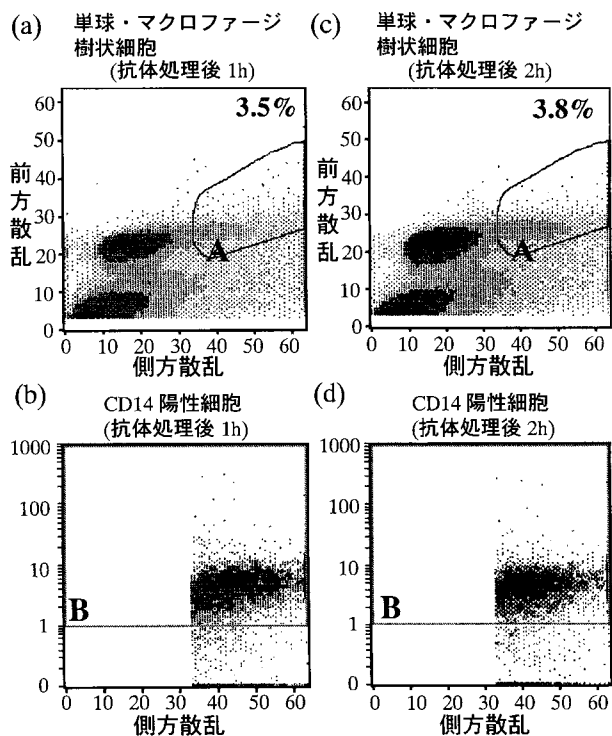 (a) 単球・マクロファージ
樹状細胞
(抗体処理後 1h)
3.5%
前方散乱
60
50
40
30
20
10
0
A
0 10 20 30 40 50 60
側方散乱
(c) 単球・マクロファージ
樹状細胞
(抗体処理後 2h)
3.8%
前方散乱
60
50
40
30
20
10
0
A
0 10 20 30 40 50 60
側方散乱
(b) CD14 陽性細胞
(抗体処理後 1h)
1000
100
10
1
0
B
0 10 20 30 40 50 60
側方散乱
(d) CD14 陽性細胞
(抗体処理後 2h)
1000
100
10
1
0
B
0 10 20 30 40 50 60
側方散乱